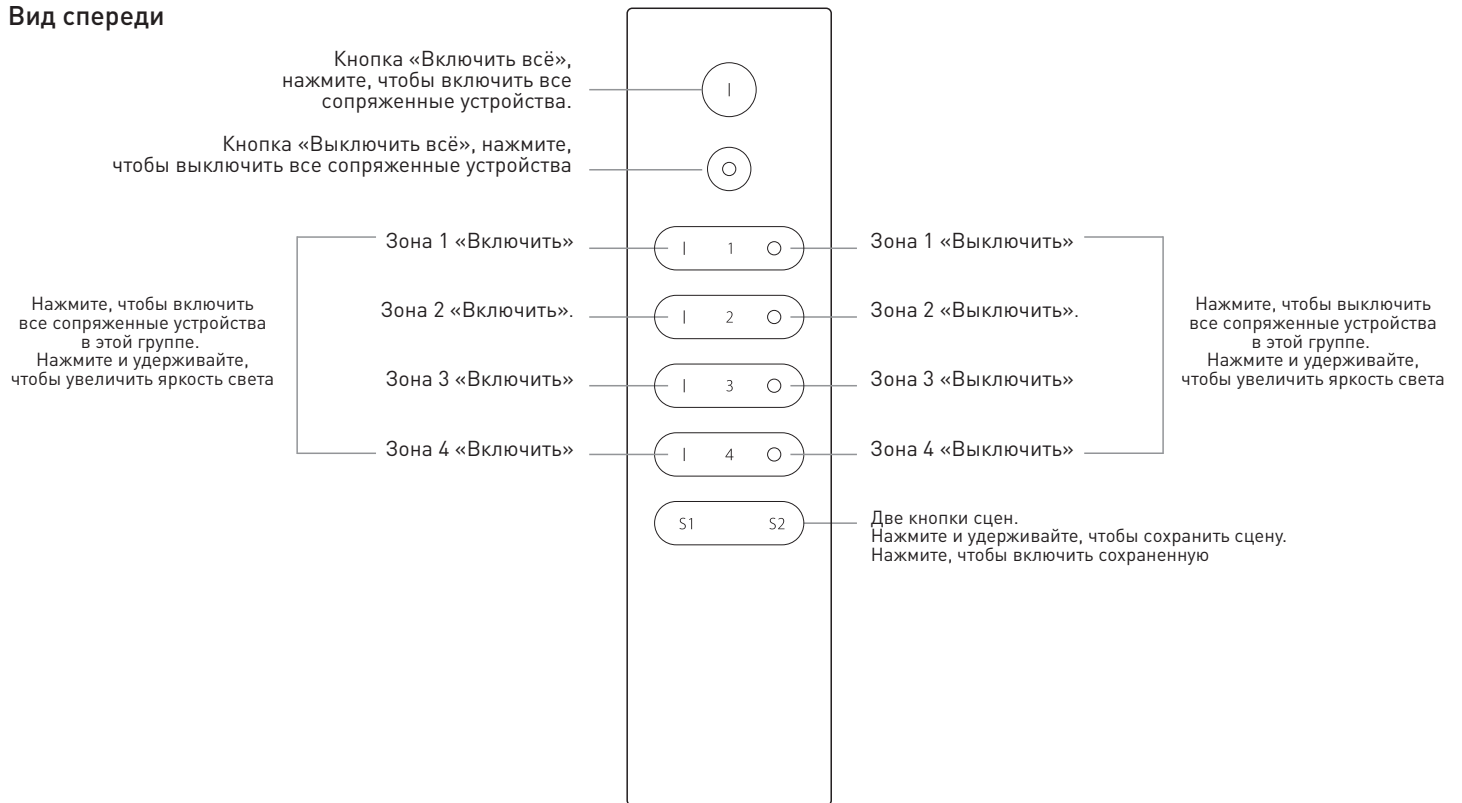 Вид спереди
Кнопка «Включить всё»,
нажмите, чтобы включить все
сопряженные устройства.
I
Кнопка «Выключить всё», нажмите,
чтобы выключить все сопряженные устройства
Зона 1 «Включить»
I 1 O
Зона 1 «Выключить»
Нажмите, чтобы включить
все сопряженные устройства
в этой группе.
Нажмите и удерживайте,
чтобы увеличить яркость света
Зона 2 «Включить».
I 2 O
Зона 2 «Выключить».
Нажмите, чтобы выключить
все сопряженные устройства
в этой группе.
Нажмите и удерживайте,
чтобы увеличить яркость света
Зона 3 «Включить»
I 3 O
Зона 3 «Выключить»
Зона 4 «Включить»
I 4 O
Зона 4 «Выключить»
S1 S2
Две кнопки сцен.
Нажмите и удерживайте, чтобы сохранить сцену.
Нажмите, чтобы включить сохраненную